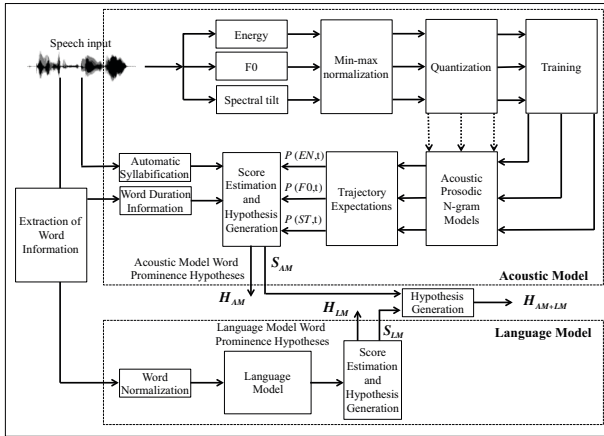 Speech input
Energy
F0
Spectral tilt
Min-max
normalization
Quantization
Training
Automatic
Syllabification
Word Duration
Information
Extraction of
Word
Information
Score
Estimation
and
Hypothesis
Generation
P (EN,t)
P (F0,t)
P (ST,t)
Trajectory
Expectations
Acoustic
Prosodic
N-gram
Models
Acoustic Model Word
Prominence Hypotheses
S_AM
H_AM
Acoustic Model
Hypothesis
Generation
H_AM+LM
H_LM
S_LM
Language Model
Language Model Word
Prominence Hypotheses
Word
Normalization
Language
Model
Score
Estimation
and
Hypothesis
Generation